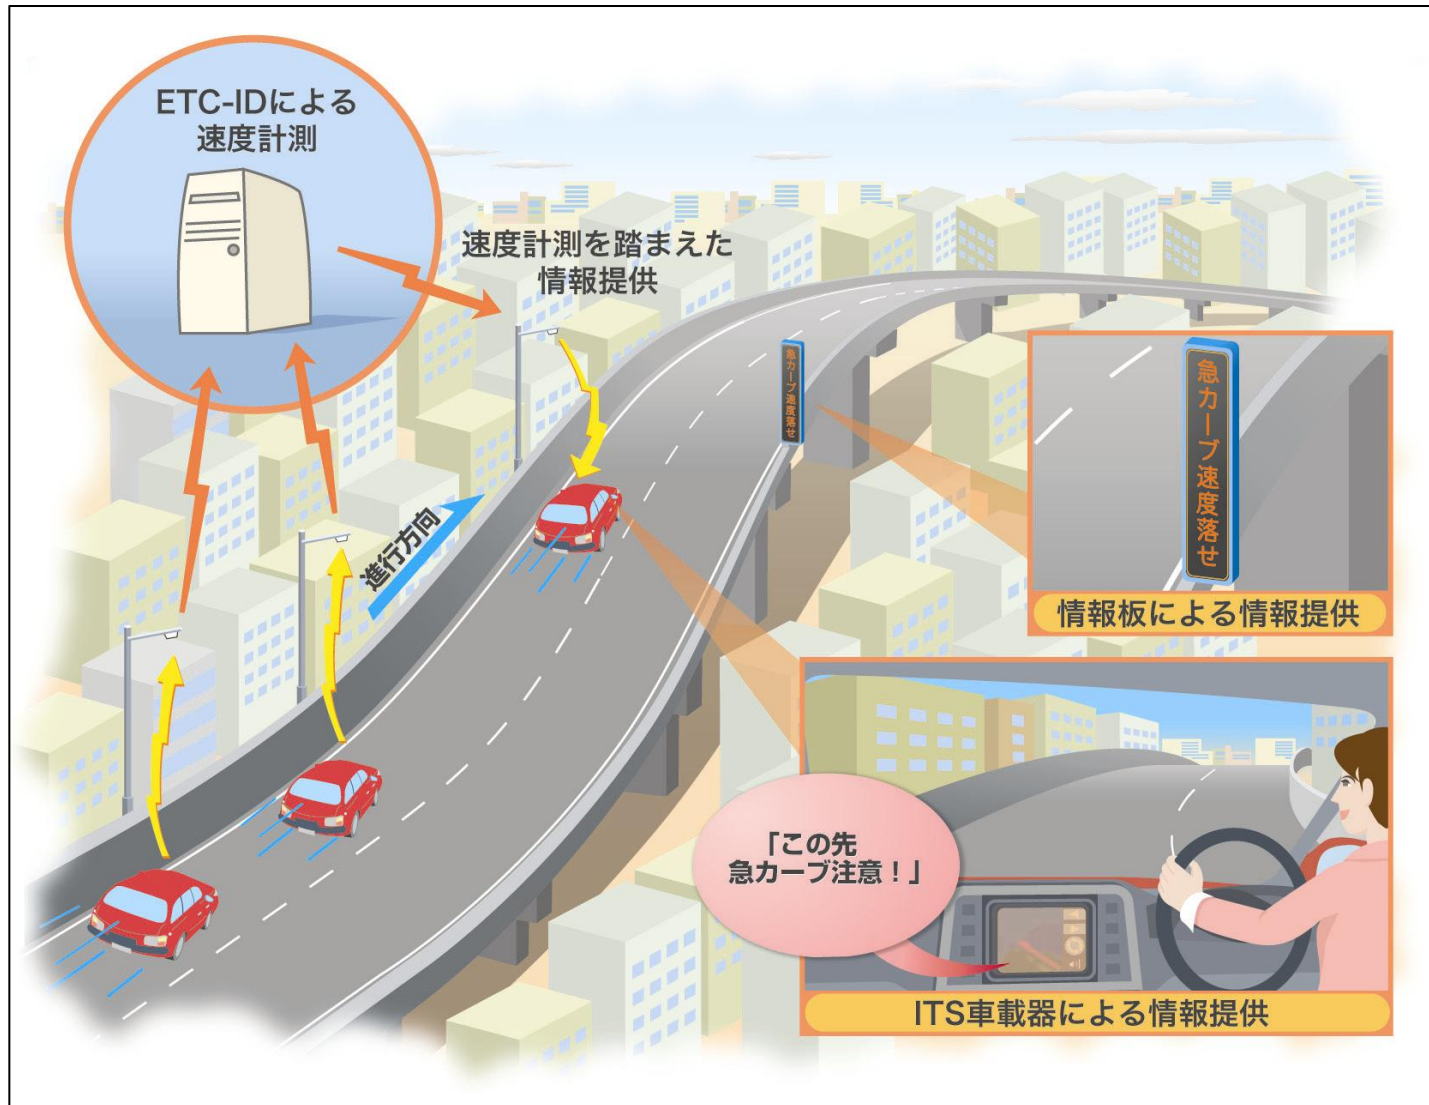 ETC-IDによる
速度計測
速度計測を踏まえた
情報提供
進行方向
急カーブ速度落せ
急カーブ速度落せ
情報板による情報提供
「この先
急カーブ注意！」
ITS車載器による情報提供